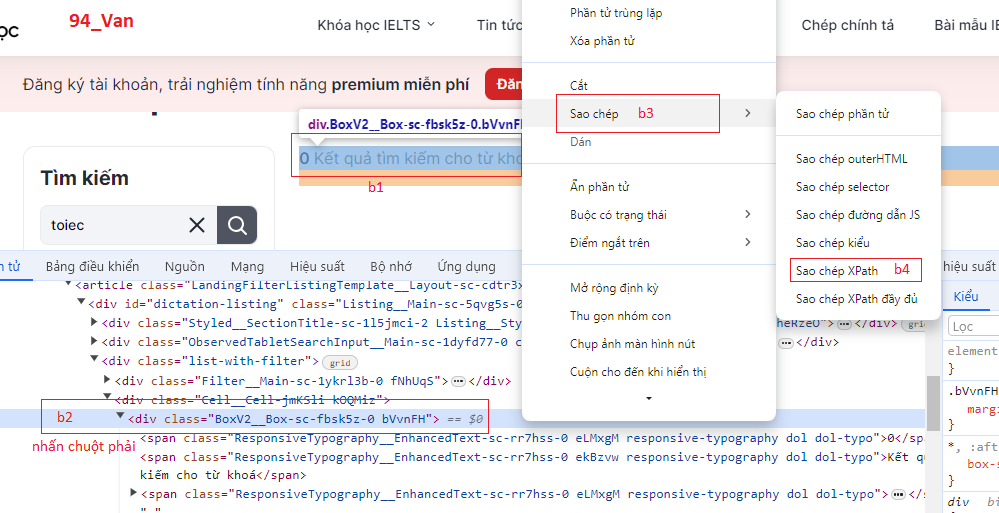 ỌC
94_Van
Khóa học IELTS
Tin tức
Chép chính tả
Bài mẫu IE
Đăng ký tài khoản, trải nghiệm tính năng premium miễn phí
Đăn
div.BoxV2__Box-sc-fbsk5z-0.bVvnFH
0 Kết quả tìm kiếm cho từ kho
b1
Tìm kiếm
toiec
Phần tử trùng lặp
Xóa phần tử
Cắt
Sao chép
b3
Dán
Ẩn phần tử
Buộc có trạng thái
Điểm ngắt trên
Mở rộng định kỳ
Thu gọn nhóm con
Chụp ảnh màn hình nút
Cuộn cho đến khi hiển thị
Sao chép phần tử
Sao chép outerHTML
Sao chép selector
Sao chép đường dẫn JS
Sao chép kiểu
Sao chép XPath
b4
Sao chép XPath đầy đủ
n tử
Bảng điều khiển
Nguồn
Mạng
Hiệu suất
Bộ nhớ
Ứng dụng
hiệu suất
<article class="LandingFilterListingTemplate__Layout-sc-cdtr3x
<div id="dictation-listing" class="Listing__Main-sc-5qvg5s-0
<div class="Styled__SectionTitle-sc-1l5jmci-2 Listing__Sty
heRzeO"> … </div> grid
<div class="ObservedTabletSearchInput__Main-sc-1dyfd77-0 c
… </div>
<div class="list-with-filter"> grid
<div class="Filter__Main-sc-1ykrl3b-0 fNhUqS"> … </div>
<div class="Cell__Cell-jmKSli kOQMiz">
b2
<div class="BoxV2__Box-sc-fbsk5z-0 bVvnFH"> == $0
nhấn chuột phải
<span class="ResponsiveTypography__EnhancedText-sc-rr7hss-0 eLMxgM responsive-typography dol dol-typo">0</span>
<span class="ResponsiveTypography__EnhancedText-sc-rr7hss-0 ekBzvw responsive-typography dol dol-typo">Kết qu
kiếm cho từ khoá</span>
<span class="ResponsiveTypography__EnhancedText-sc-rr7hss-0 eLMxgM responsive-typography dol dol-typo"> … </span>
Kiểu
Lọc
element
}
.bVvnFH
margi
}
*, :aft
box-s
}
div